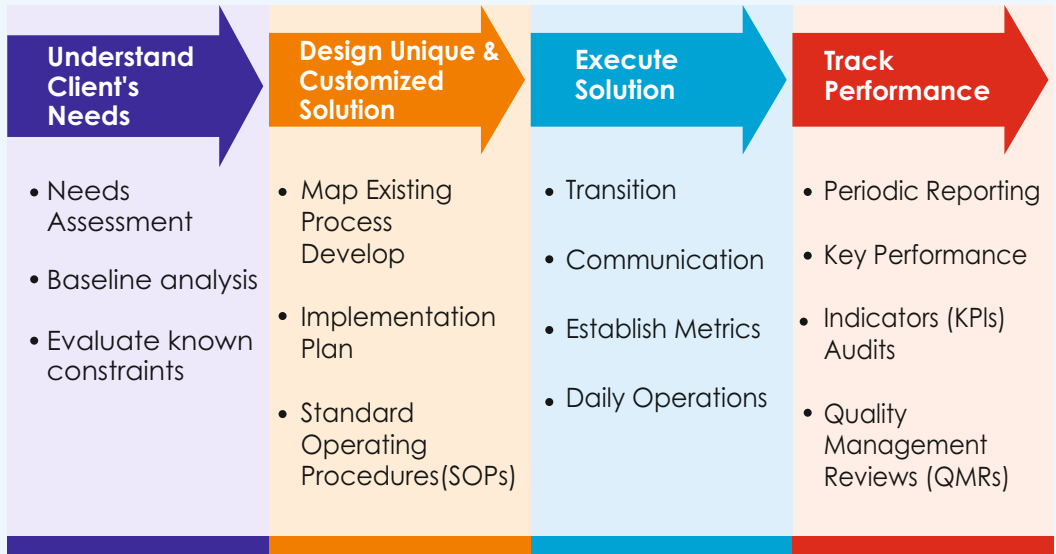 Understand
Client's
Needs
• Needs
Assessment
• Baseline analysis
• Evaluate known
constraints
Design Unique &
Customized
Solution
• Map Existing
Process
Develop
• Implementation
Plan
• Standard
Operating
Procedures(SOPs)
Execute
Solution
• Transition
• Communication
• Establish Metrics
• Daily Operations
Track
Performance
• Periodic Reporting
• Key Performance
• Indicators (KPIs)
Audits
• Quality
Management
Reviews (QMRs)